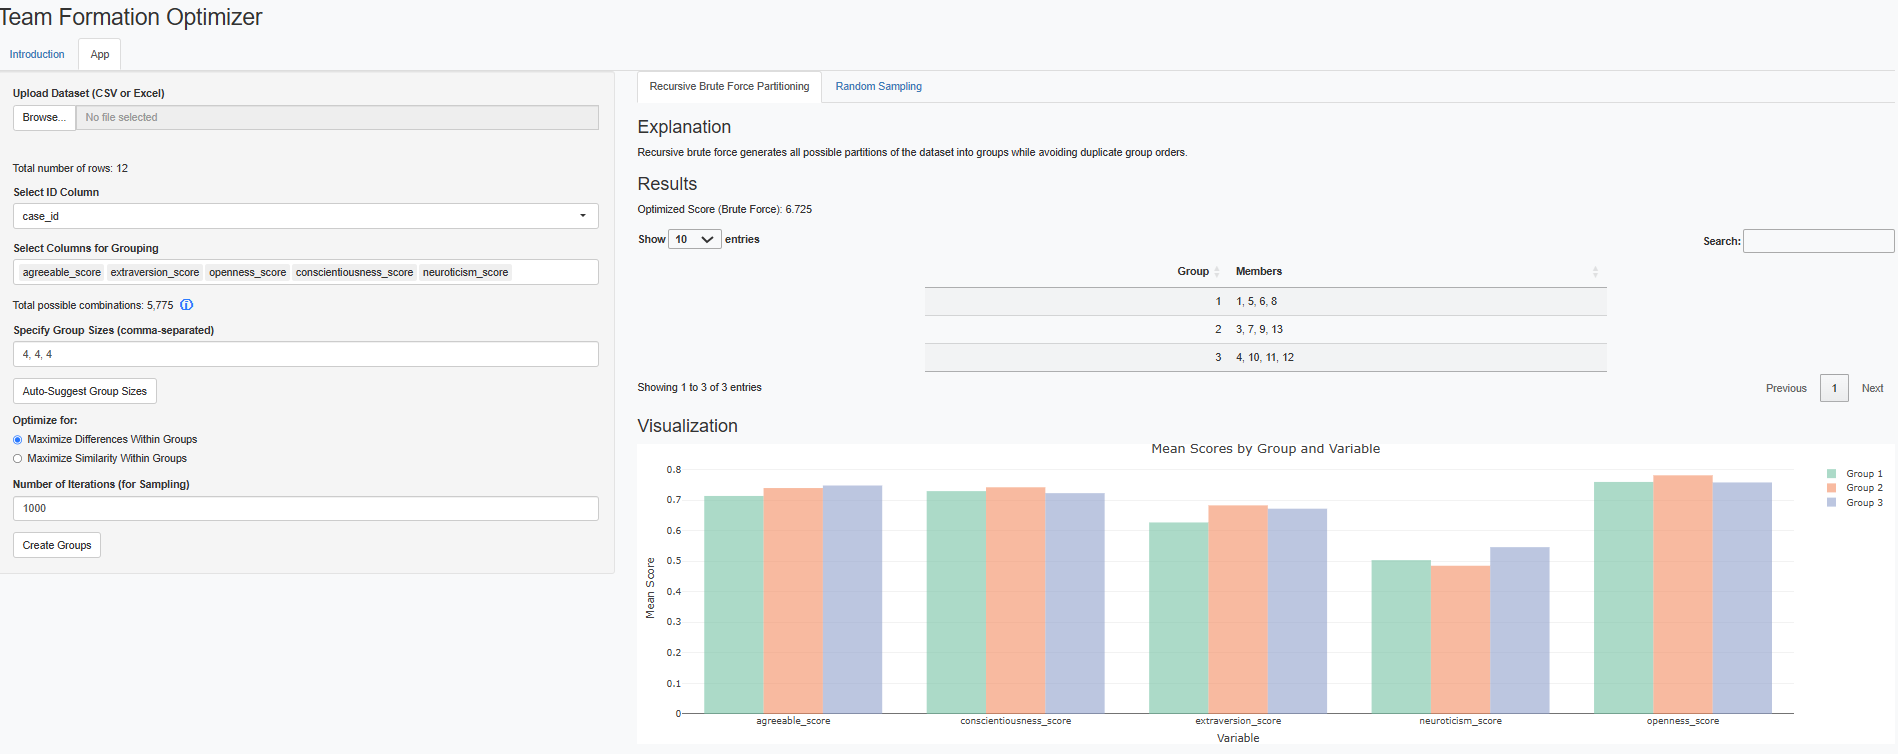 Team Formation Optimizer
Introduction
App
Upload Dataset (CSV or Excel)
Browse...
No file selected
Total number of rows: 12
Select ID Column
case_id
Select Columns for Grouping
agreeable_score extraversion_score openness_score conscientiousness_score neuroticism_score
Total possible combinations: 5,775
Specify Group Sizes (comma-separated)
4, 4, 4
Auto-Suggest Group Sizes
Optimize for:
Maximize Differences Within Groups
Maximize Similarity Within Groups
Number of Iterations (for Sampling)
1000
Create Groups
Recursive Brute Force Partitioning
Random Sampling
Explanation
Recursive brute force generates all possible partitions of the dataset into groups while avoiding duplicate group orders.
Results
Optimized Score (Brute Force): 6.725
Show 10 entries
Search:
Group Members
1 1, 5, 6, 8
2 3, 7, 9, 13
3 4, 10, 11, 12
Showing 1 to 3 of 3 entries
Previous 1 Next
Visualization
Mean Scores by Group and Variable
Mean Score
0.8
0.7
0.6
0.5
0.4
0.3
0.2
0.1
0
agreeable_score conscientiousness_score extraversion_score neuroticism_score openness_score
Variable
Group 1
Group 2
Group 3